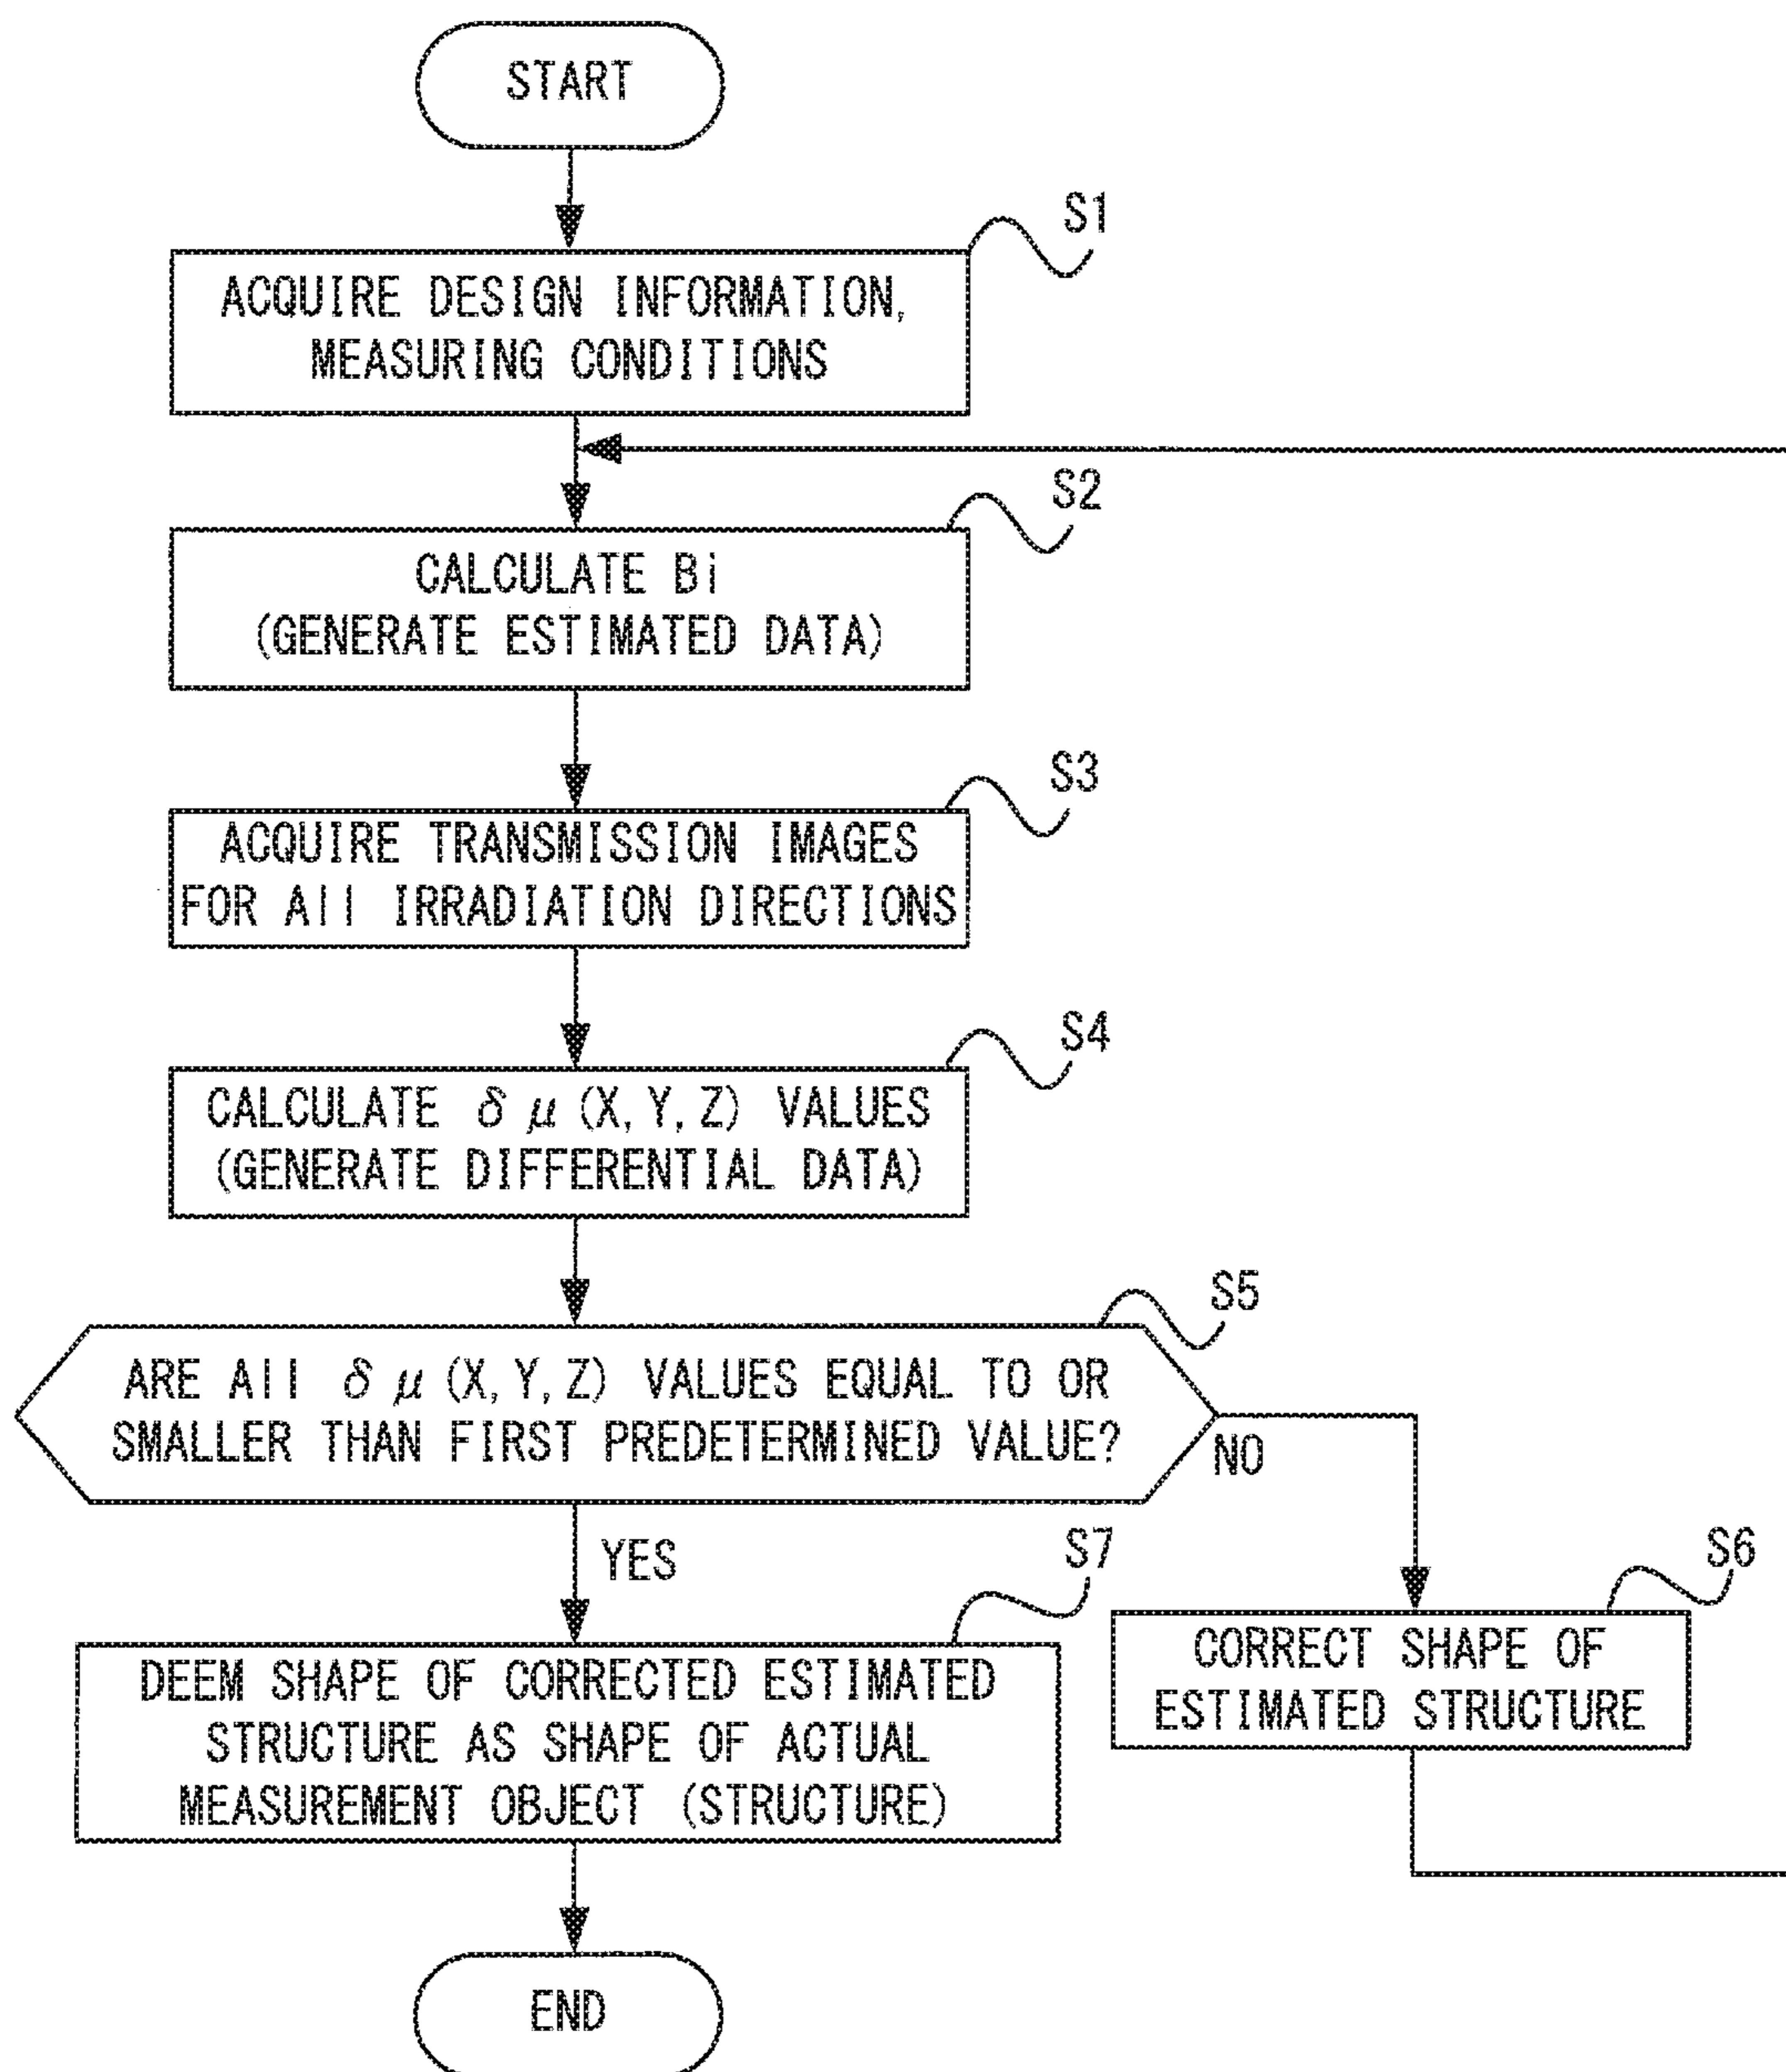 START
S1
ACQUIRE DESIGN INFORMATION,
MEASURING CONDITIONS
S2
CALCULATE Bi
(GENERATE ESTIMATED DATA)
S3
ACQUIRE TRANSMISSION IMAGES
FOR All IRRADIATION DIRECTIONS
S4
CALCULATE δμ(X, Y, Z) VALUES
(GENERATE DIFFERENTIAL DATA)
S5
ARE All δμ(X, Y, Z) VALUES EQUAL TO OR
SMALLER THAN FIRST PREDETERMINED VALUE?
NO
YES
S7
DEEM SHAPE OF CORRECTED ESTIMATED
STRUCTURE AS SHAPE OF ACTUAL
MEASUREMENT OBJECT (STRUCTURE)
S6
CORRECT SHAPE OF
ESTIMATED STRUCTURE
END